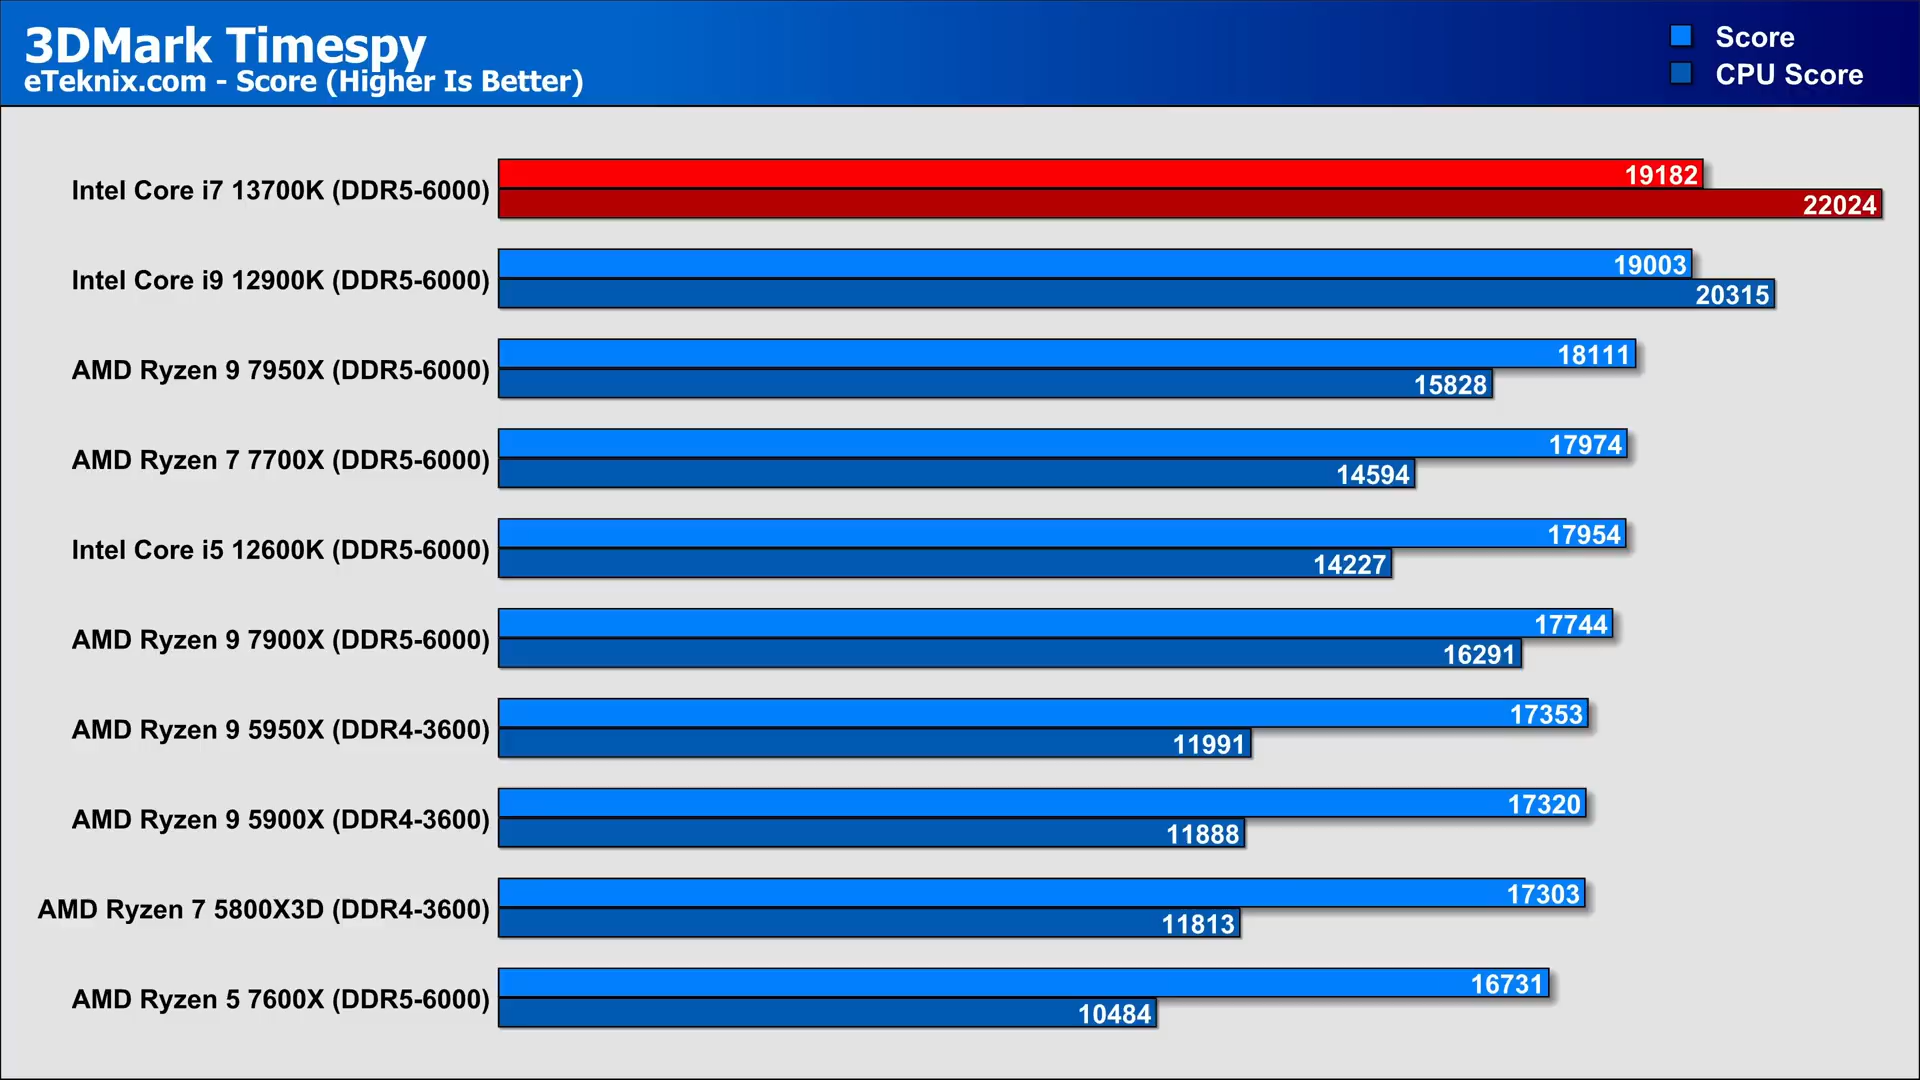 3DMark Timespy
eTeknix.com - Score (Higher Is Better)
Score
CPU Score
Intel Core i7 13700K (DDR5-6000)
19182
22024
Intel Core i9 12900K (DDR5-6000)
19003
20315
AMD Ryzen 9 7950X (DDR5-6000)
18111
15828
AMD Ryzen 7 7700X (DDR5-6000)
17974
14594
Intel Core i5 12600K (DDR5-6000)
17954
14227
AMD Ryzen 9 7900X (DDR5-6000)
17744
16291
AMD Ryzen 9 5950X (DDR4-3600)
17353
11991
AMD Ryzen 9 5900X (DDR4-3600)
17320
11888
AMD Ryzen 7 5800X3D (DDR4-3600)
17303
11813
AMD Ryzen 5 7600X (DDR5-6000)
16731
10484